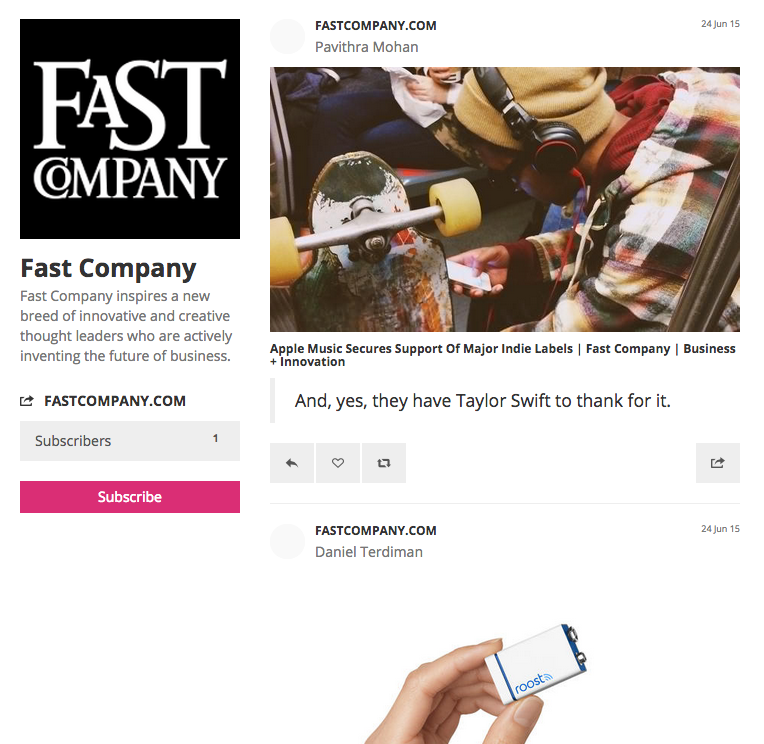 FAST
COMPANY
Fast Company
Fast Company inspires a new
breed of innovative and creative
thought leaders who are actively
inventing the future of business.
FASTCOMPANY.COM
Subscribers 1
Subscribe
FASTCOMPANY.COM
24 Jun 15
Pavithra Mohan
Apple Music Secures Support Of Major Indie Labels | Fast Company | Business
+ Innovation
And, yes, they have Taylor Swift to thank for it.
FASTCOMPANY.COM
24 Jun 15
Daniel Terdiman
roost